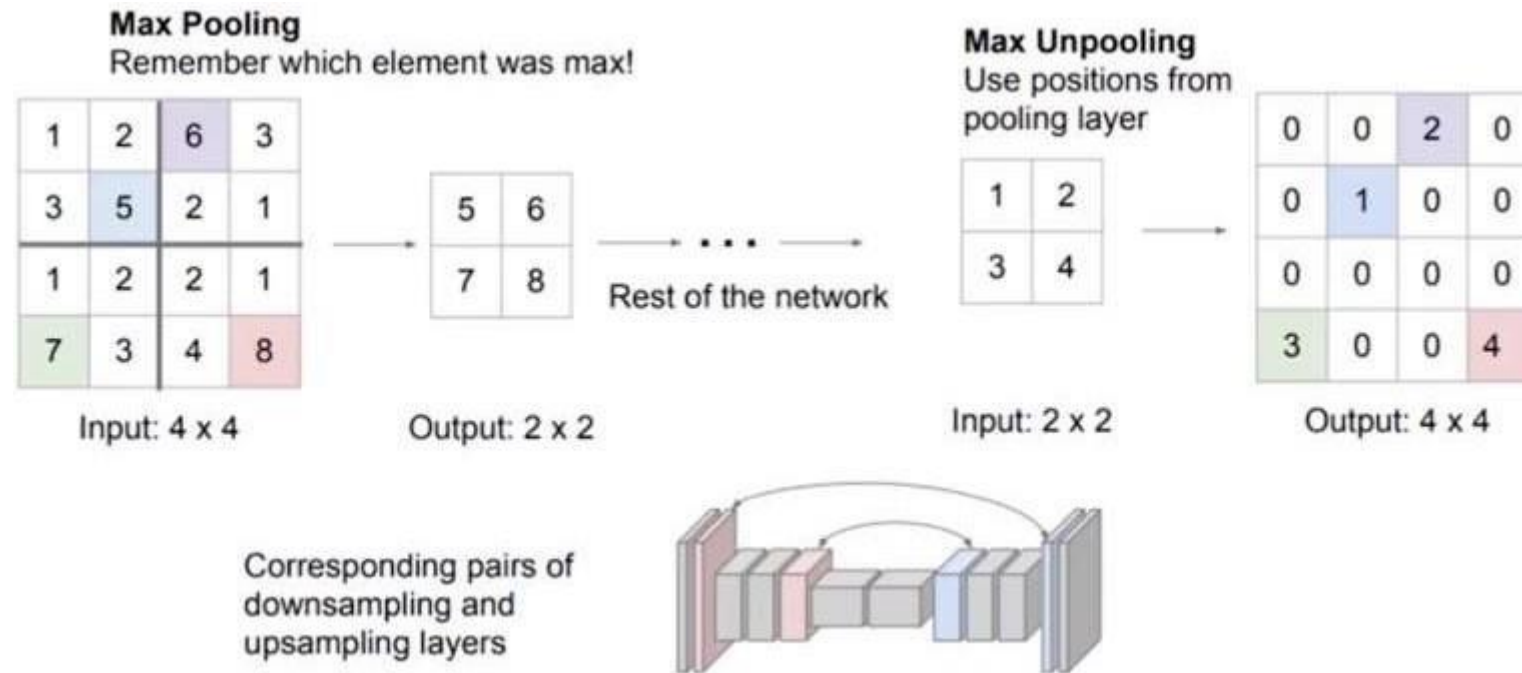 Max Pooling
Remember which element was max!
1 2 6 3
3 5 2 1
1 2 2 1
7 3 4 8
Input: 4 x 4
5 6
7 8
Output: 2 x 2
...
Rest of the network
Max Unpooling
Use positions from
pooling layer
1 2
3 4
Input: 2 x 2
0 0 2 0
0 1 0 0
0 0 0 0
3 0 0 4
Output: 4 x 4
Corresponding pairs of
downsampling and
upsampling layers